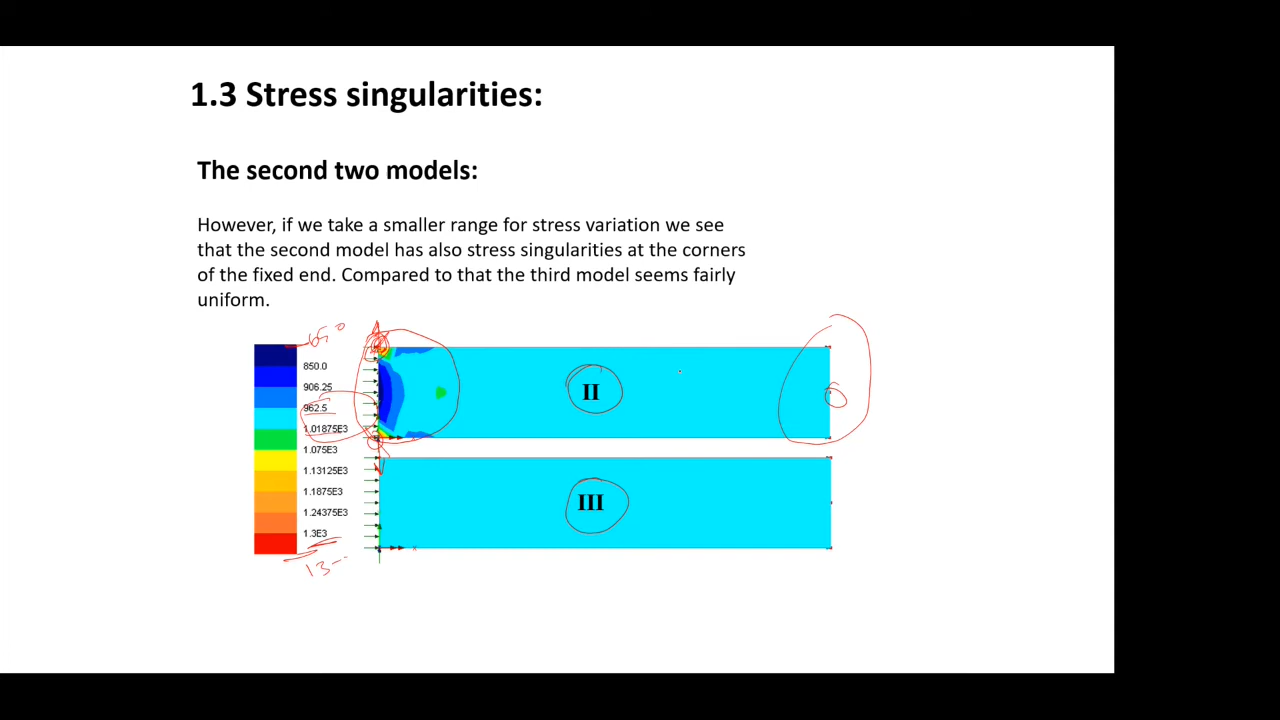 1.3 Stress singularities:
The second two models:
However, if we take a smaller range for stress variation we see
that the second model has also stress singularities at the corners
of the fixed end. Compared to that the third model seems fairly
uniform.
850.0
906.25
962.5
1.01875E3
1.075E3
1.13125E3
1.1875E3
1.24375E3
1.3E3
II
III
x
x